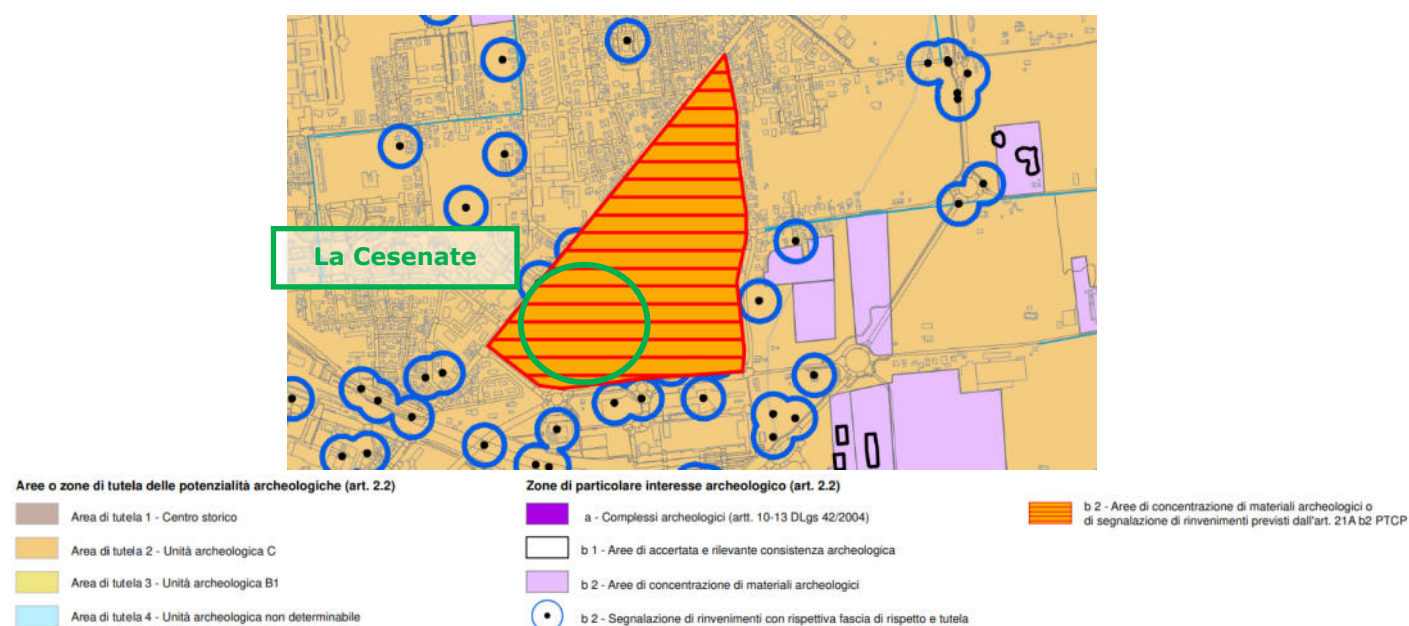 La Cesenate
Aree o zone di tutela delle potenzialità archeologiche (art. 2.2)
Area di tutela 1 - Centro storico
Area di tutela 2 - Unità archeologica C
Area di tutela 3 - Unità archeologica B1
Area di tutela 4 - Unità archeologica non determinabile
Zone di particolare interesse archeologico (art. 2.2)
a - Complessi archeologici (artt. 10-13 DLgs 42/2004)
b 1 - Aree di accertata e rilevante consistenza archeologica
b 2 - Aree di concentrazione di materiali archeologici
b 2 - Segnalazione di rinvenimenti con rispettiva fascia di rispetto e tutela
b 2 - Aree di concentrazione di materiali archeologici o
di segnalazione di rinvenimenti previsti dall'art. 21A b2 PTCP